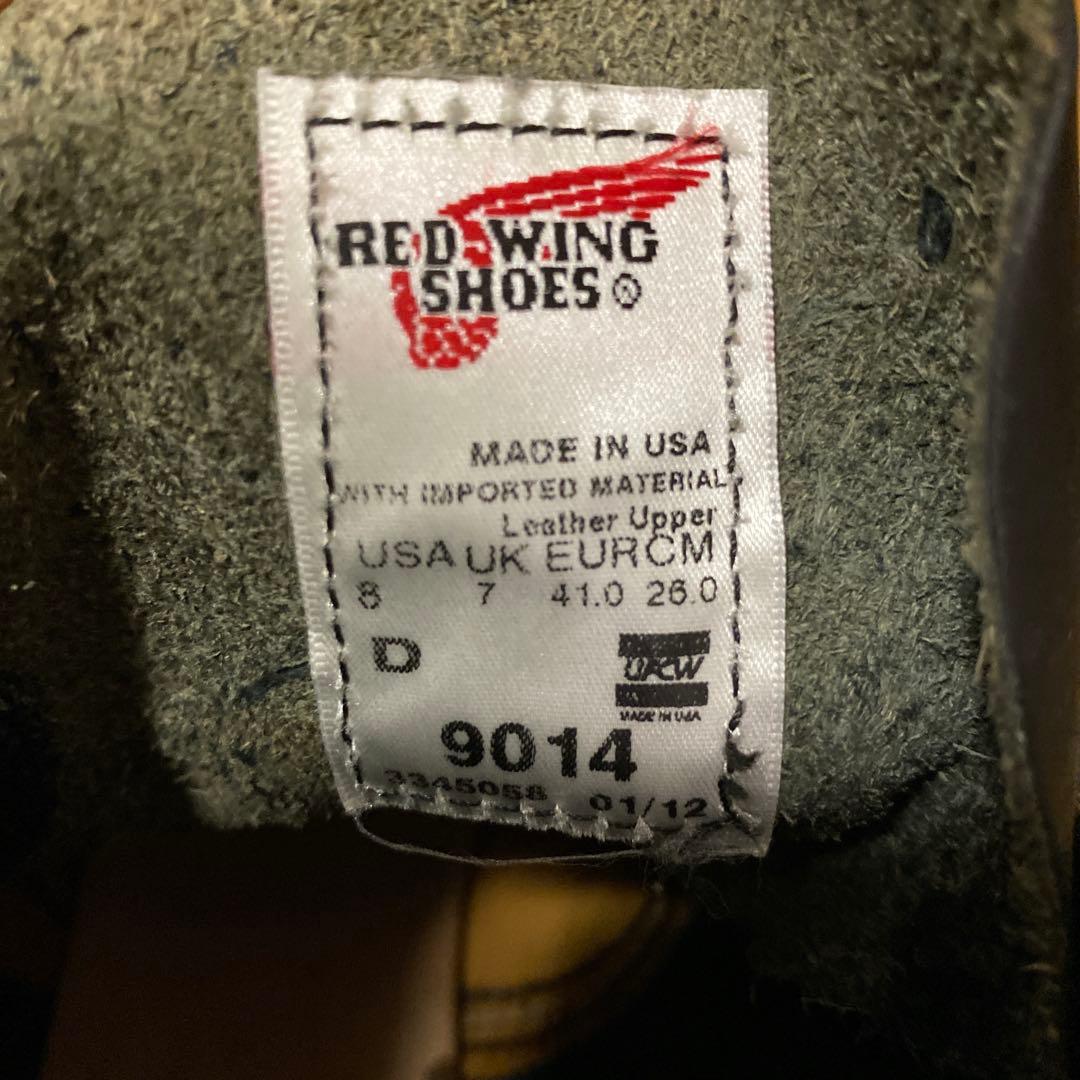 RED WING
SHOES ®
MADE IN USA
WITH IMPORTED MATERIAL
Leather Upper
USA UK EUR CM
8 7 41.0 26.0
D
UFCW
MADE IN USA
9014
3345058 01/12